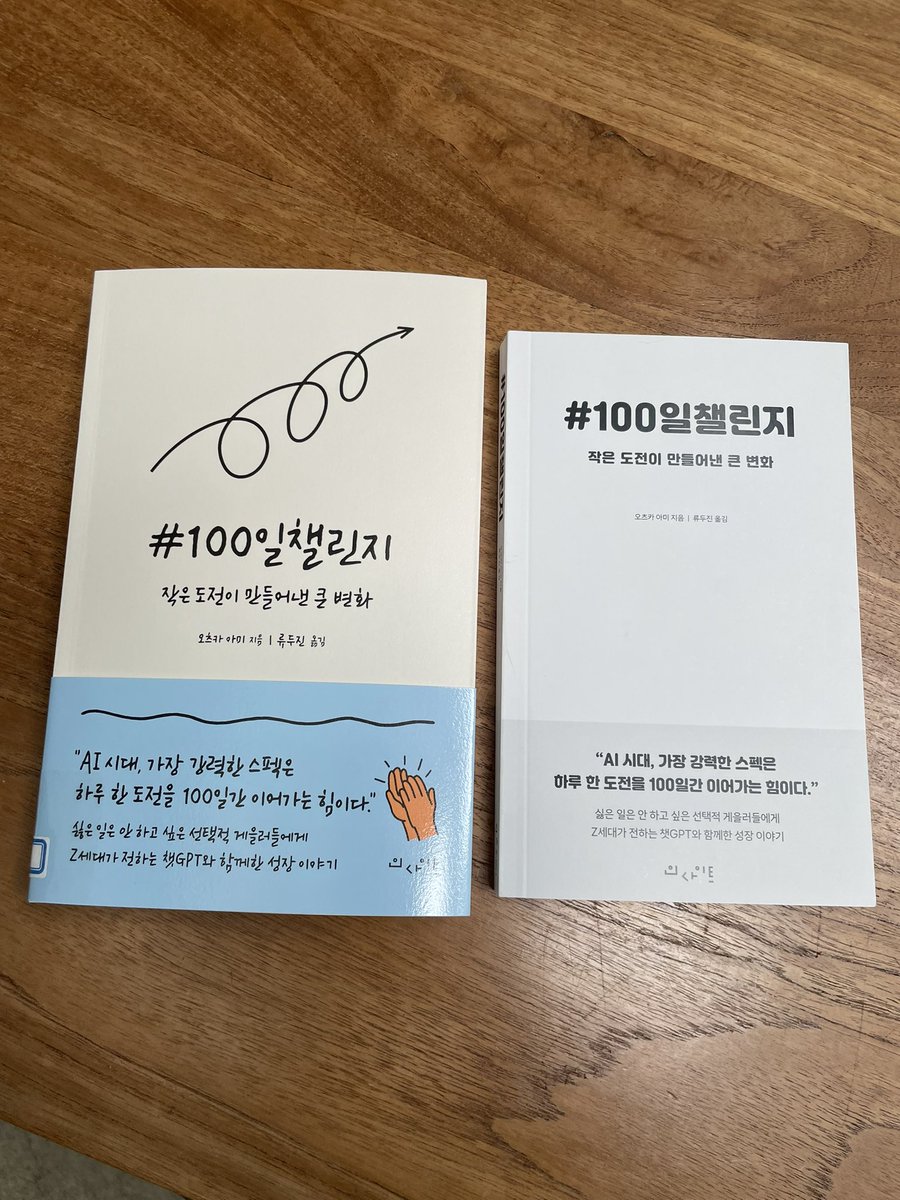 #100일챌린지
작은 도전이 만들어낸 큰 변화
오츠카 아미 지음 | 류두진 옮김
"AI 시대, 가장 강력한 스펙은
하루 한 도전을 100일간 이어가는 힘이다."
싫은 일은 안 하고 싶은 선택적 게으름러들에게
Z세대가 전하는 챗GPT와 함께한 성장 이야기
인사이트
#100일챌린지
작은 도전이 만들어낸 큰 변화
오츠카 아미 지음 | 류두진 옮김
“AI 시대, 가장 강력한 스펙은
하루 한 도전을 100일간 이어가는 힘이다.”
싫은 일은 안 하고 싶은 선택적 게으름러들에게
Z세대가 전하는 챗GPT와 함께한 성장 이야기
인사이트